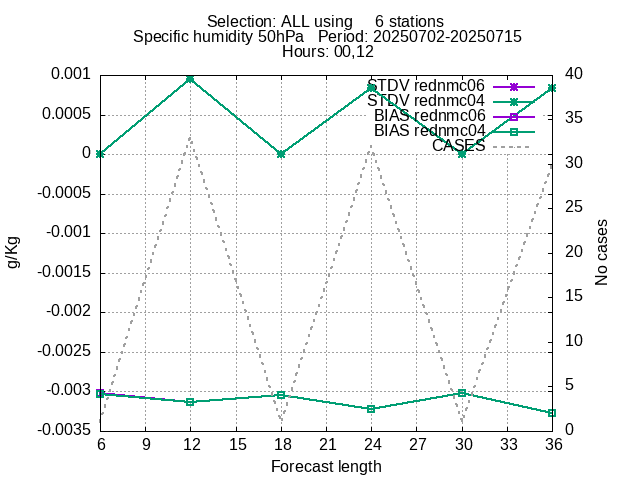 Selection: ALL using 6 stations
Specific humidity 50hPa Period: 20250702-20250715
Hours: 00,12
STDV rednmc06
STDV rednmc04
BIAS rednmc06
BIAS rednmc04
CASES
g/Kg
0.001
0.0005
0
-0.0005
-0.001
-0.0015
-0.002
-0.0025
-0.003
-0.0035
No cases
40
35
30
25
20
15
10
5
0
6 9 12 15 18 21 24 27 30 33 36
Forecast length